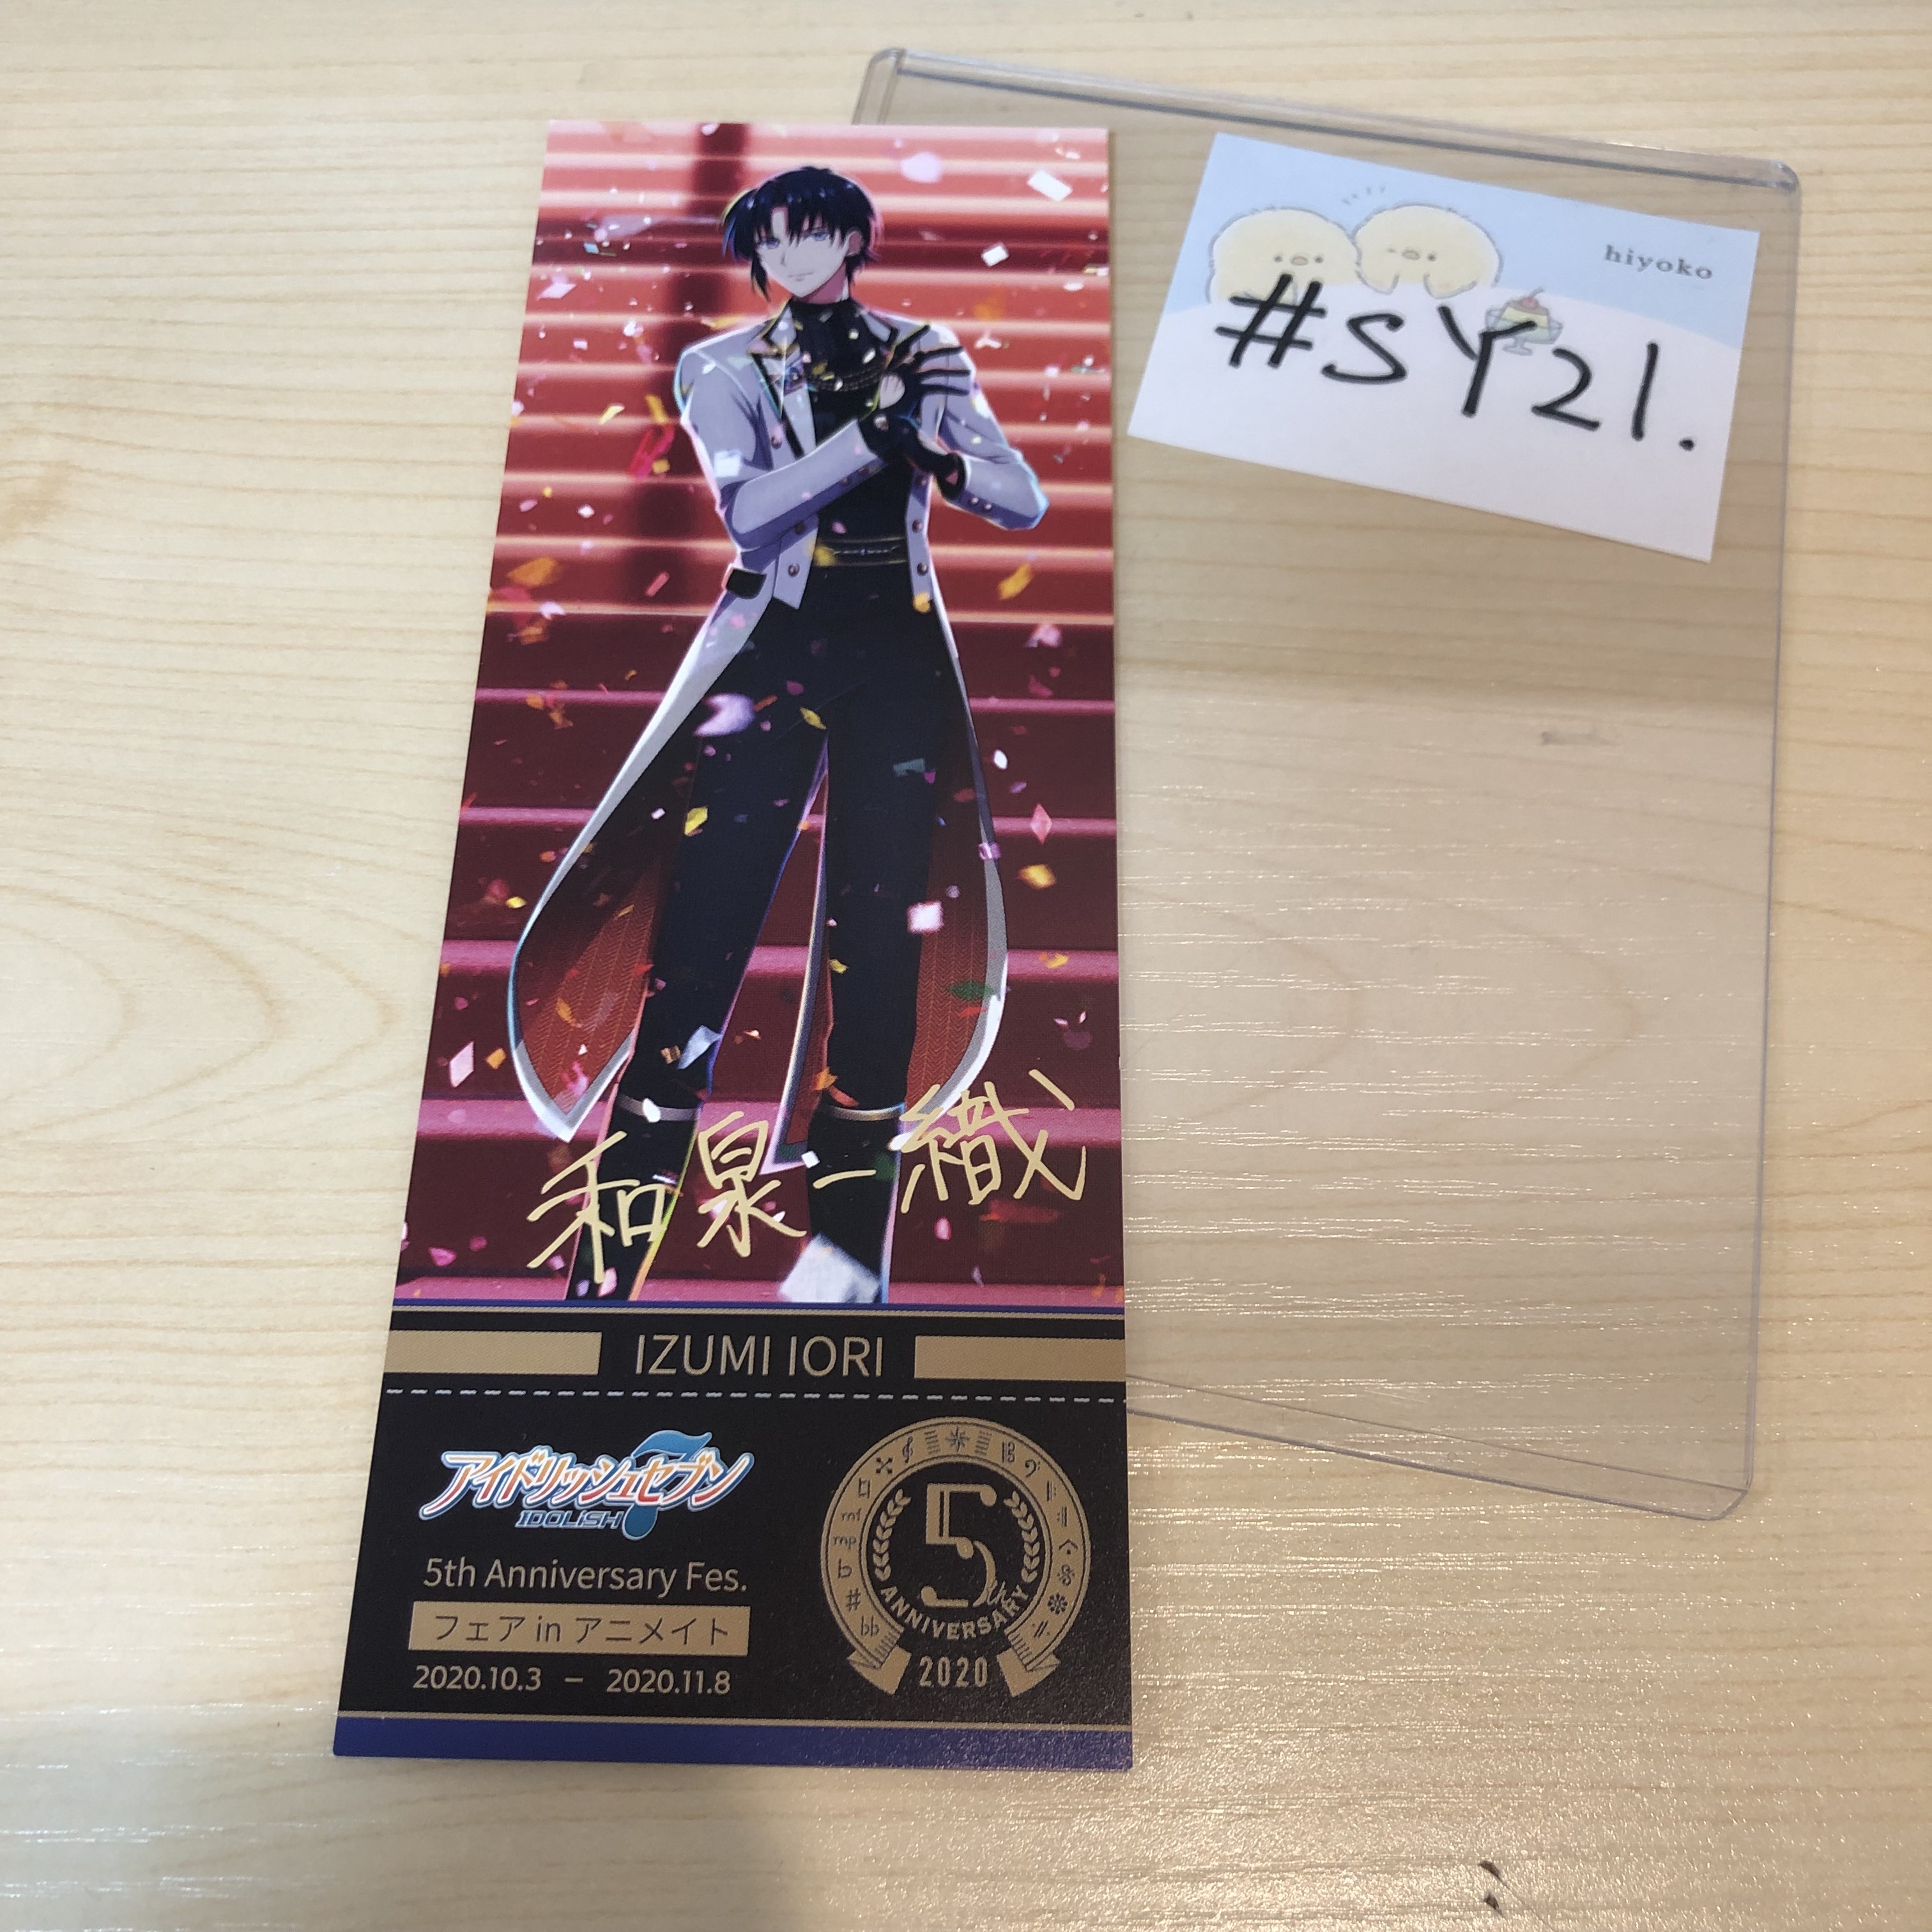 hiyoko
#SY21.
和泉一織
IZUMI IORI
アイドリッシュセブン
IDOLiSH7
5th Anniversary Fes.
フェア in アニメイト
2020.10.3 － 2020.11.8
5th
ANNIVERSARY
2020